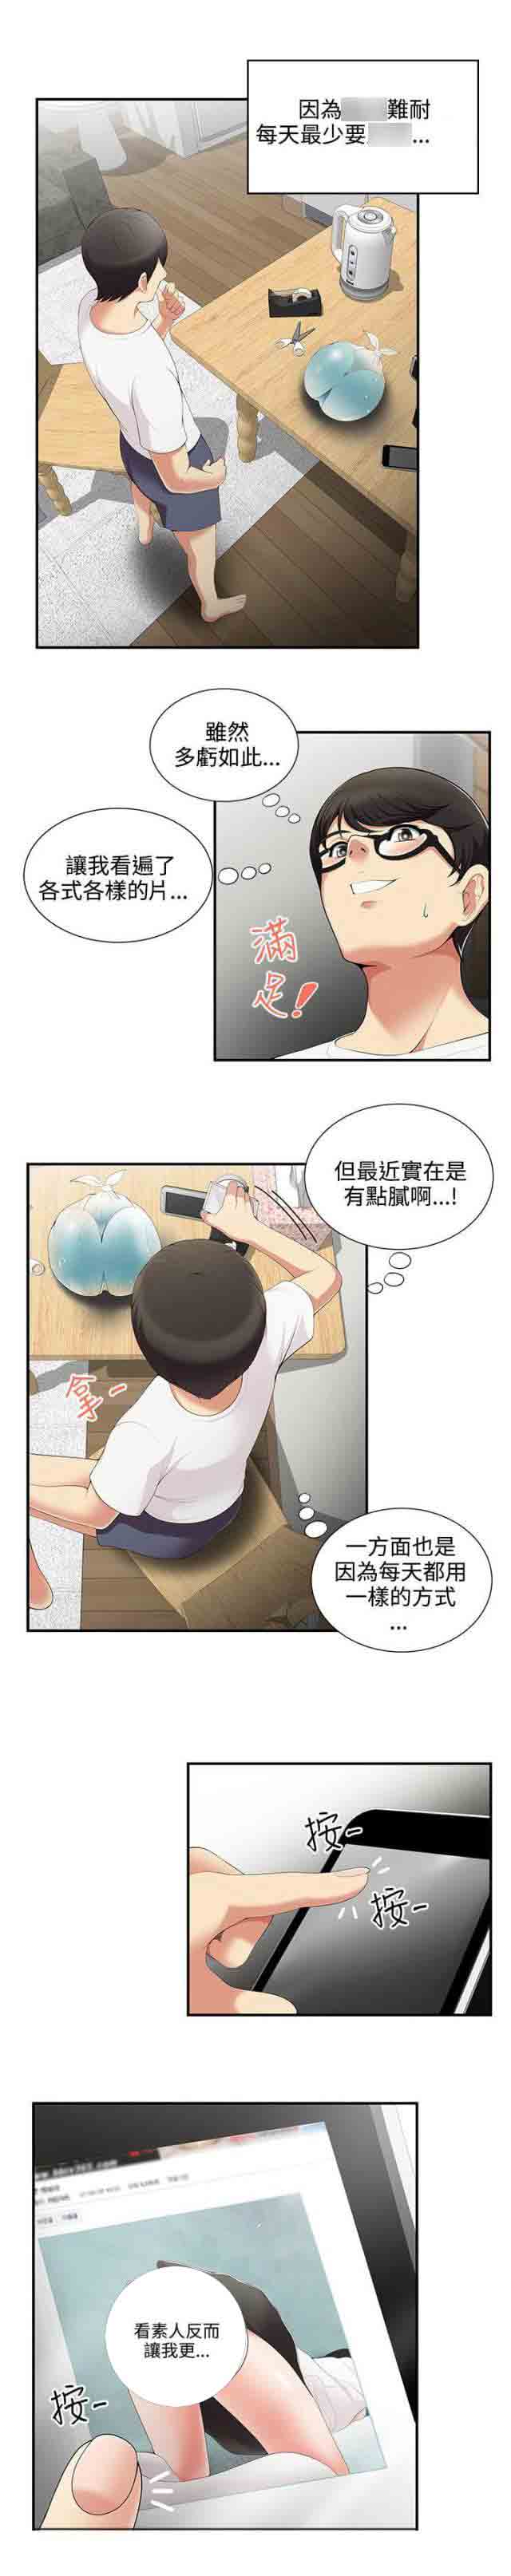 因為 難耐
每天最少要 ...
雖然
多虧如此...
讓我看遍了
各式各樣的片...
滿
足!
但最近實在是
有點膩啊...!
拿-
一方面也是
因為每天都用
一樣的方式
...
按-
按-
看素人反而
讓我更...
按-